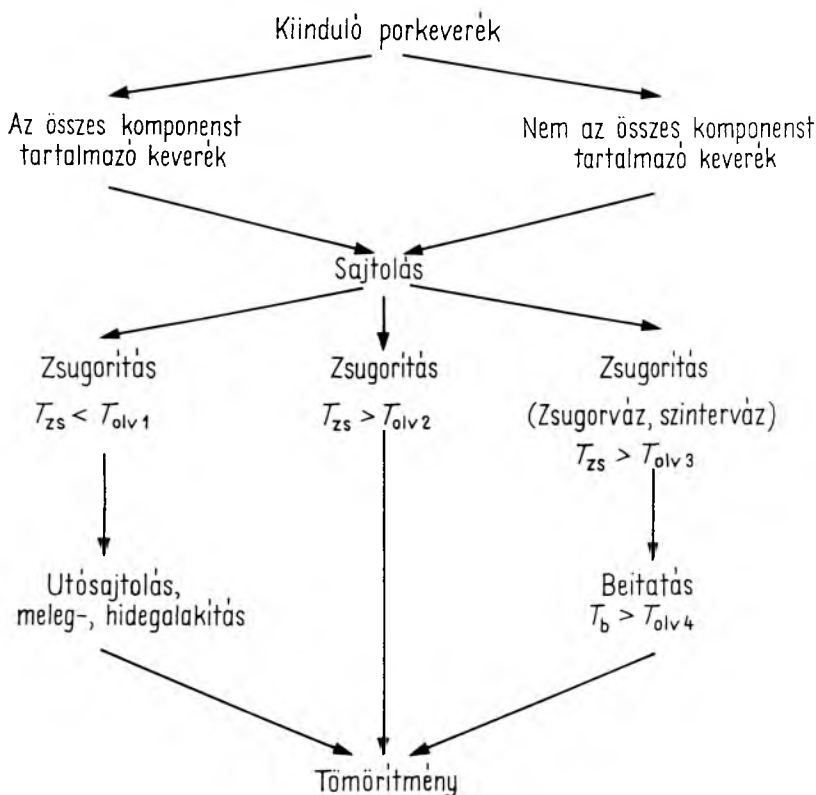 Kiinduló porkeverék
Az összes komponenst
tartalmazó keverék
Nem az összes komponenst
tartalmazó keverék
Sajtolás
Zsugorítás
T_zs < T_olv 1
Zsugorítás
T_zs > T_olv 2
Zsugorítás
(Zsugorváz, szinterváz)
T_zs > T_olv 3
Utósajtolás,
meleg-, hidegalakítás
Beitatás
T_b > T_olv 4
Tömörítmény